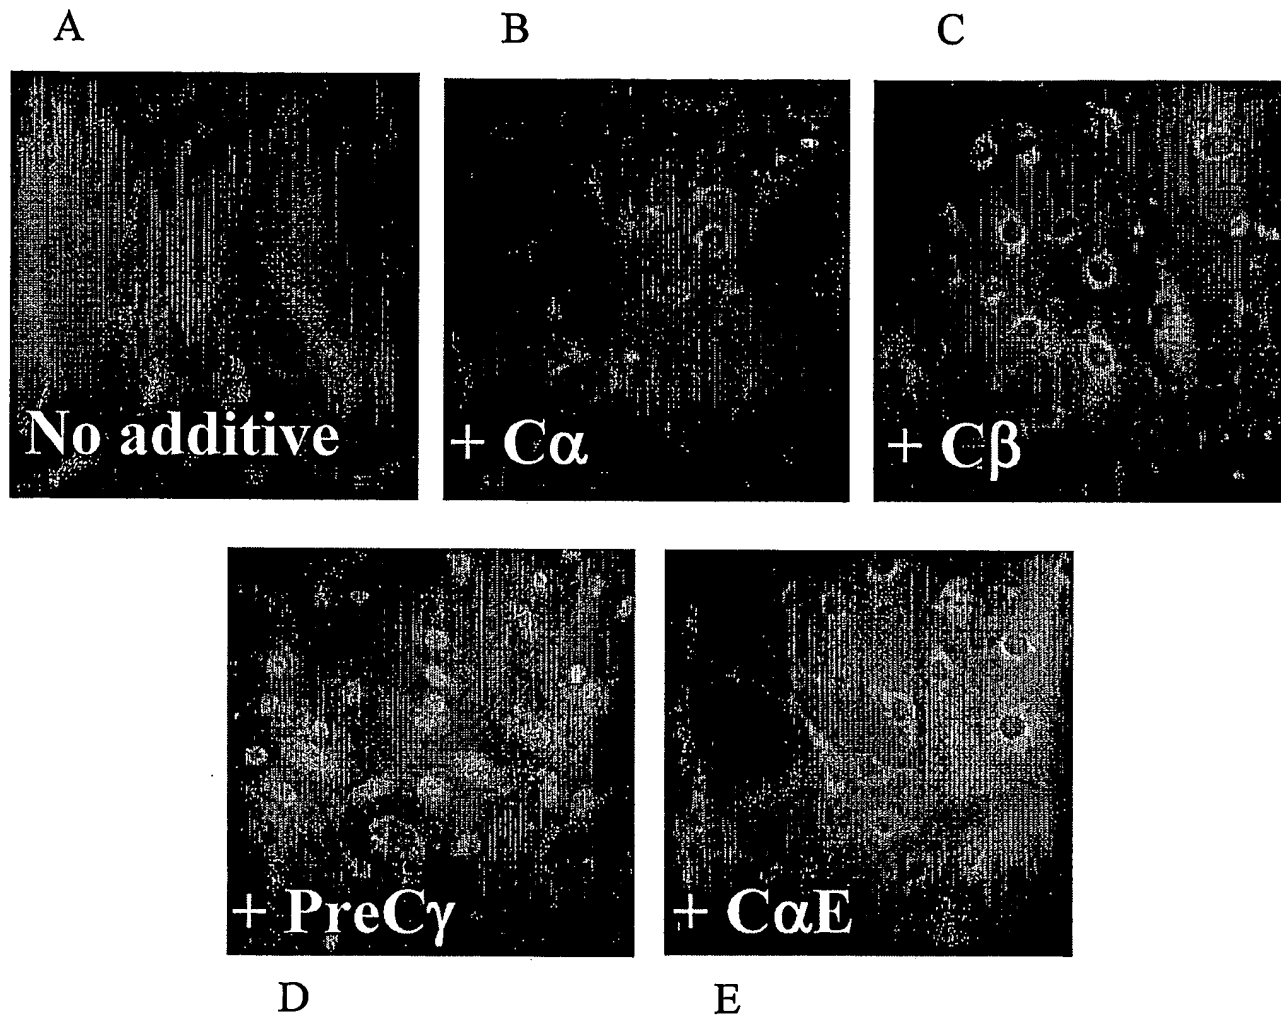 A
B
C
No additive
+ Cα
+ Cβ
+ PreCγ
+ CαE
D
E